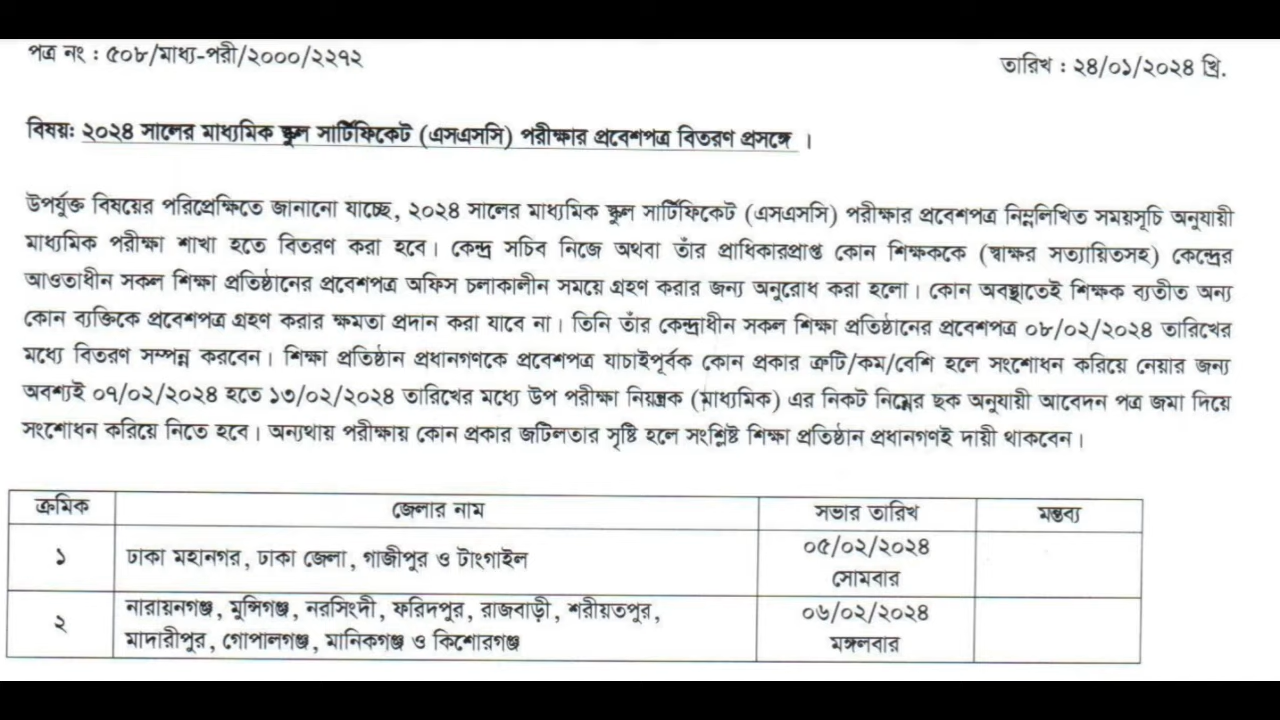 পত্র নং : ৫০৮/মাধ্য-পরী/২০০০/২২৭২
তারিখ : ২৪/০১/২০২৪ খ্রি.
বিষয়: ২০২৪ সালের মাধ্যমিক স্কুল সার্টিফিকেট (এসএসসি) পরীক্ষার প্রবেশপত্র বিতরণ প্রসঙ্গে ।
উপর্যুক্ত বিষয়ের পরিপ্রেক্ষিতে জানানো যাচ্ছে, ২০২৪ সালের মাধ্যমিক স্কুল সার্টিফিকেট (এসএসসি) পরীক্ষার প্রবেশপত্র নিম্নলিখিত সময়সূচি অনুযায়ী
মাধ্যমিক পরীক্ষা শাখা হতে বিতরণ করা হবে। কেন্দ্র সচিব নিজে অথবা তাঁর প্রাধিকারপ্রাপ্ত কোন শিক্ষককে (স্বাক্ষর সত্যায়িতসহ) কেন্দ্রের
আওতাধীন সকল শিক্ষা প্রতিষ্ঠানের প্রবেশপত্র অফিস চলাকালীন সময়ে গ্রহণ করার জন্য অনুরোধ করা হলো। কোন অবস্থাতেই শিক্ষক ব্যতীত অন্য
কোন ব্যক্তিকে প্রবেশপত্র গ্রহণ করার ক্ষমতা প্রদান করা যাবে না। তিনি তাঁর কেন্দ্রাধীন সকল শিক্ষা প্রতিষ্ঠানের প্রবেশপত্র ০৮/০২/২০২৪ তারিখের
মধ্যে বিতরণ সম্পন্ন করবেন। শিক্ষা প্রতিষ্ঠান প্রধানগণকে প্রবেশপত্র যাচাইপূর্বক কোন প্রকার ত্রুটি/কম/বেশি হলে সংশোধন করিয়ে নেয়ার জন্য
অবশ্যই ০৭/০২/২০২৪ হতে ১৩/০২/২০২৪ তারিখের মধ্যে উপ পরীক্ষা নিয়ন্ত্রক (মাধ্যমিক) এর নিকট নিম্নের ছক অনুযায়ী আবেদন পত্র জমা দিয়ে
সংশোধন করিয়ে নিতে হবে। অন্যথায় পরীক্ষায় কোন প্রকার জটিলতার সৃষ্টি হলে সংশ্লিষ্ট শিক্ষা প্রতিষ্ঠান প্রধানগণই দায়ী থাকবেন।
ক্রমিক জেলার নাম সভার তারিখ মন্তব্য
১ ঢাকা মহানগর, ঢাকা জেলা, গাজীপুর ও টাংগাইল ০৫/০২/২০২৪
সোমবার
২ নারায়নগঞ্জ, মুন্সিগঞ্জ, নরসিংদী, ফরিদপুর, রাজবাড়ী, শরীয়তপুর, ০৬/০২/২০২৪
মাদারীপুর, গোপালগঞ্জ, মানিকগঞ্জ ও কিশোরগঞ্জ মঙ্গলবার